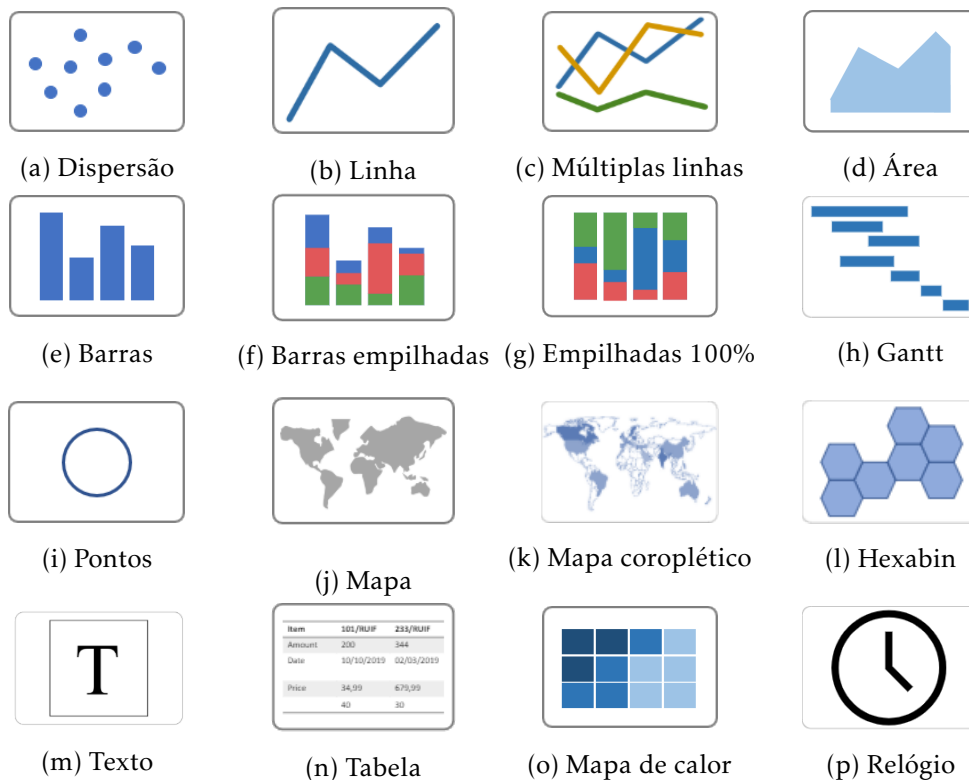 (a) Dispersão
(b) Linha
(c) Múltiplas linhas
(d) Área
(e) Barras
(f) Barras empilhadas
(g) Empilhadas 100%
(h) Gantt
(i) Pontos
(j) Mapa
(k) Mapa coroplético
(l) Hexabin
T
Item 101/RUIF 233/RUIF
Amount 200 344
Date 10/10/2019 02/03/2019
Price 34,99 679,99
40 30
(m) Texto
(n) Tabela
(o) Mapa de calor
(p) Relógio